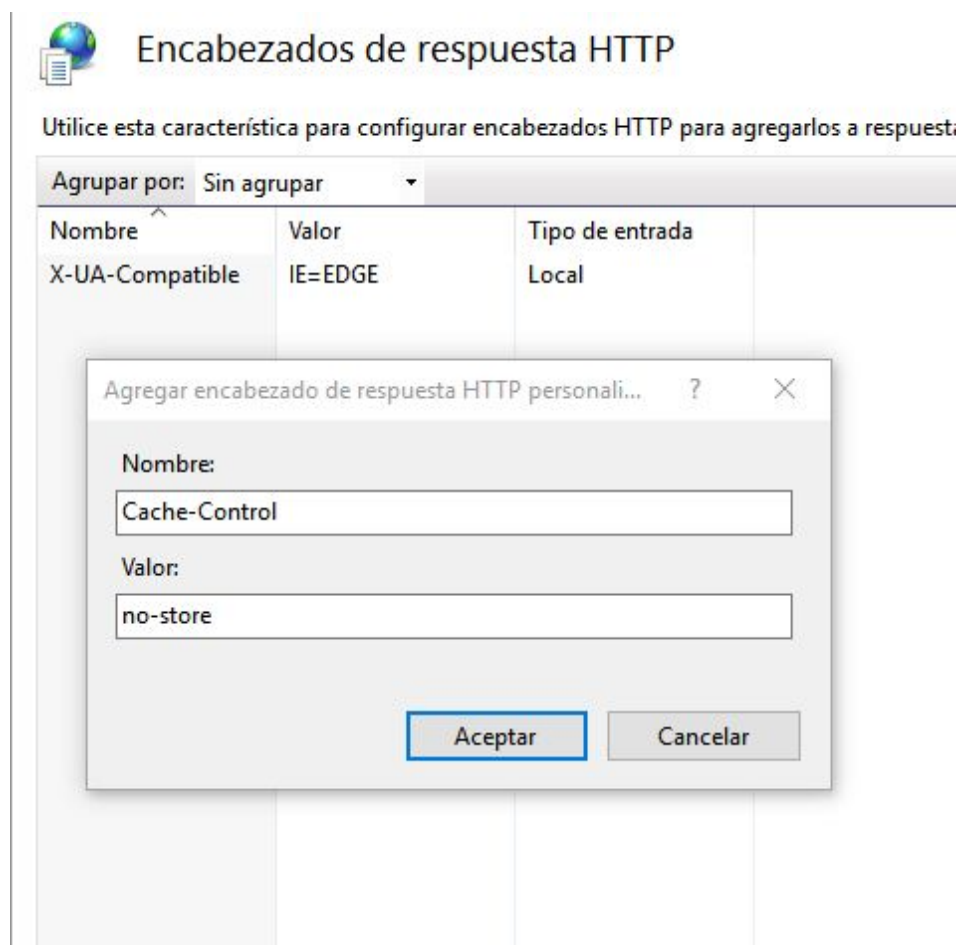 Encabezados de respuesta HTTP
Utilice esta característica para configurar encabezados HTTP para agregarlos a
Agrupar por: Sin agrupar
Nombre Valor Tipo de entrada
X-UA-Compatible IE=EDGE Local
Agregar encabezado de respuesta HTTP personali... ? ×
Nombre:
Cache-Control
Valor:
no-store
Aceptar Cancelar